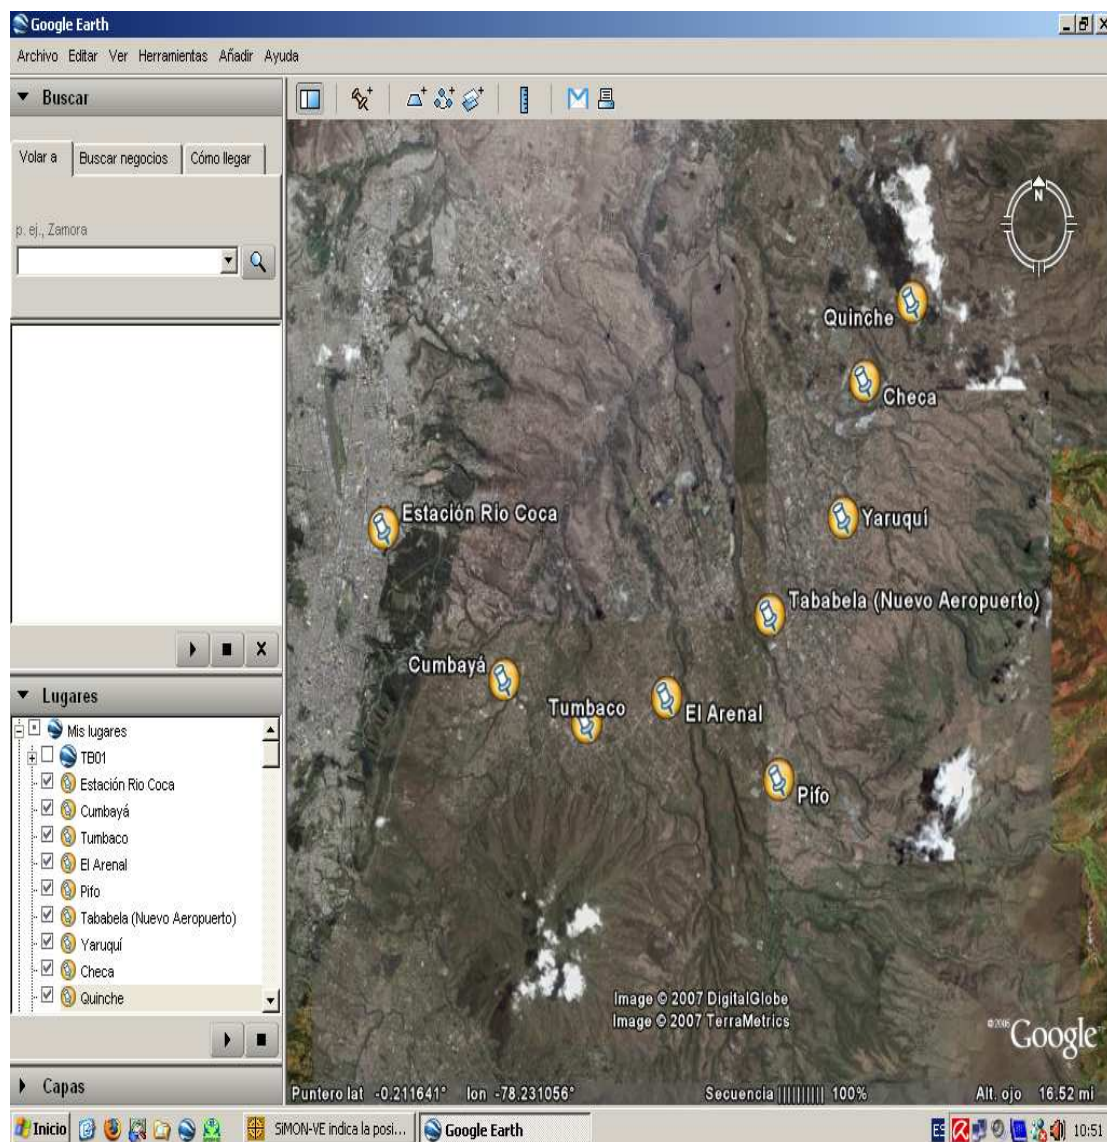 Google Earth
Archivo Editar Ver Herramientas Añadir Ayuda
Buscar
Volar a
Buscar negocios
Cómo llegar
p. ej., Zamora
Lugares
Mis lugares
TB01
Estación Rio Coca
Cumbayá
Tumbaco
El Arenal
Pifo
Tababela (Nuevo Aeropuerto)
Yaruquí
Checa
Quinche
Capas
N
Quinche
Checa
Estación Rio Coca
Yaruquí
Tababela (Nuevo Aeropuerto)
Cumbayá
Tumbaco
El Arenal
Pifo
Image © 2007 DigitalGlobe
Image © 2007 TerraMetrics
Google
Puntero lat -0.211641° lon -78.231056° Secuencia |||||||||| 100% Alt. ojo 16.52 mi
Inicio
SIMON-VE indica la posi...
Google Earth
ES
10:51